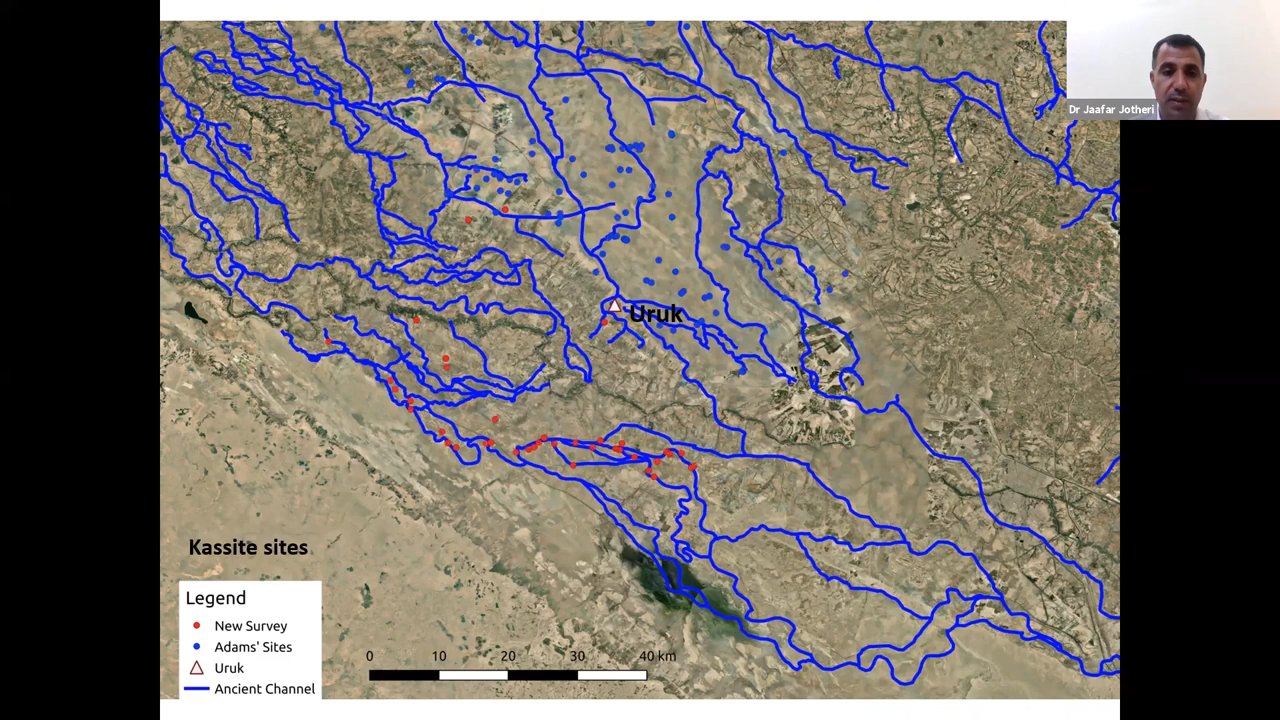 Dr Jaafar Jotheri
Uruk
Kassite sites
Legend
New Survey
Adams' Sites
Uruk
Ancient Channel
0 10 20 30 40 km